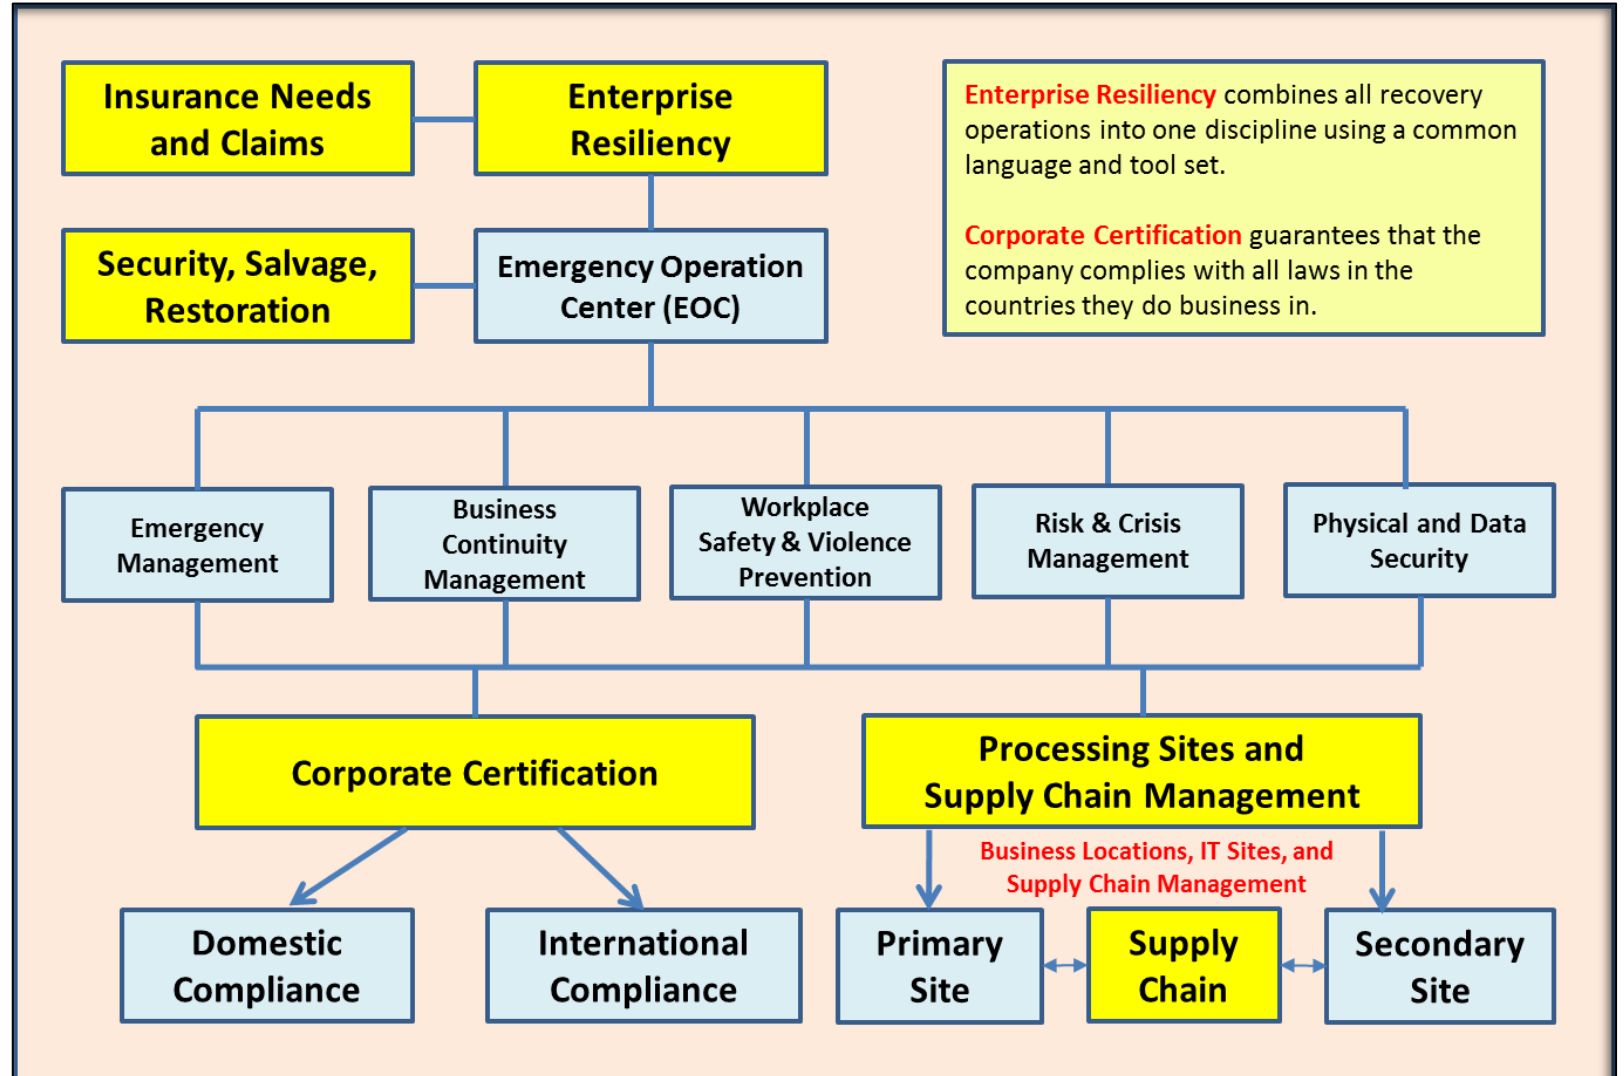 Insurance Needs
and Claims
Enterprise
Resiliency
Enterprise Resiliency combines all recovery
operations into one discipline using a common
language and tool set.
Corporate Certification guarantees that the
company complies with all laws in the
countries they do business in.
Security, Salvage,
Restoration
Emergency Operation
Center (EOC)
Emergency
Management
Business
Continuity
Management
Workplace
Safety & Violence
Prevention
Risk & Crisis
Management
Physical and Data
Security
Corporate Certification
Processing Sites and
Supply Chain Management
Business Locations, IT Sites, and
Supply Chain Management
Domestic
Compliance
International
Compliance
Primary
Site
Supply
Chain
Secondary
Site